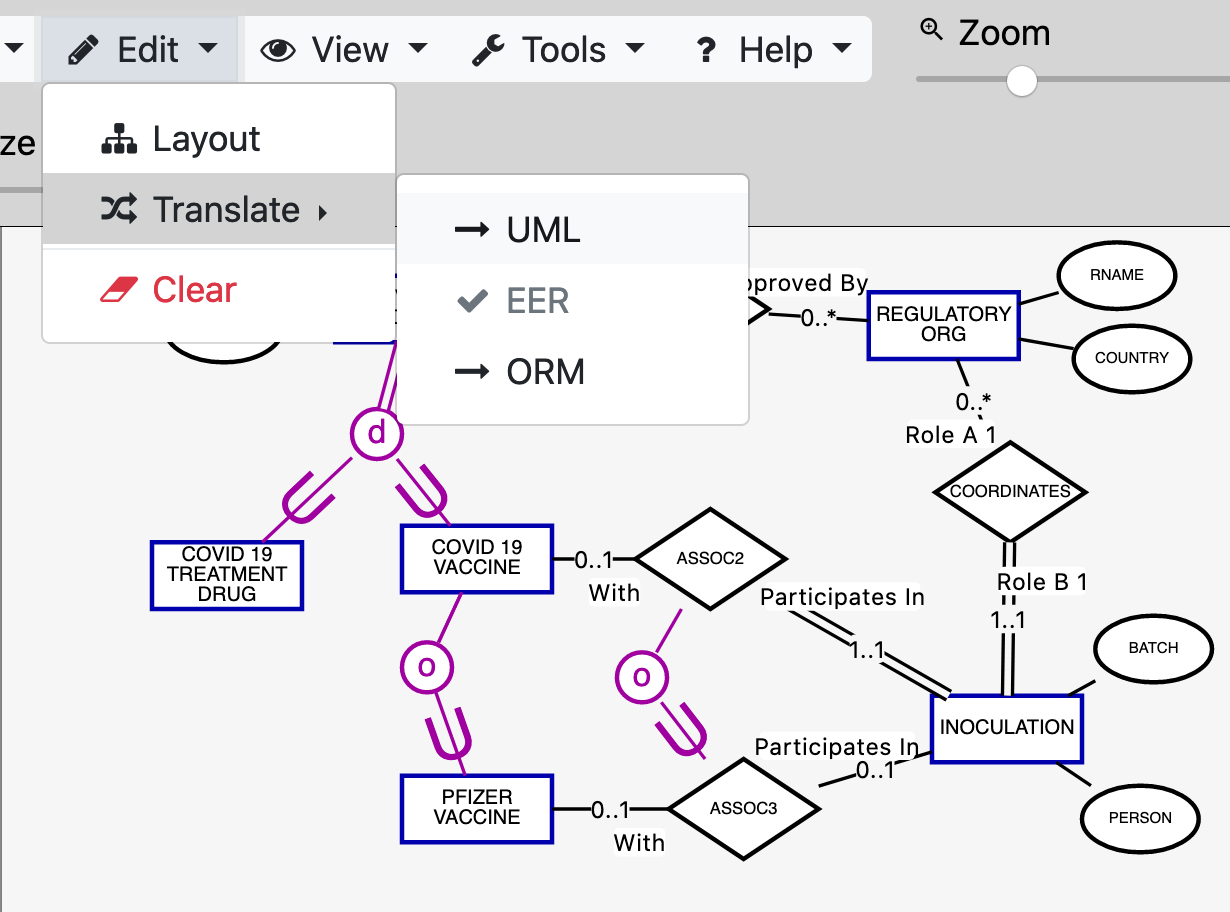 Edit
View
Tools
? Help
Zoom
ze
Layout
Translate
Clear
UML
EER
ORM
pproved By
0..*
REGULATORY
ORG
RNAME
COUNTRY
0..*
Role A 1
COORDINATES
d
COVID 19
TREATMENT
DRUG
COVID 19
VACCINE
0..1
With
ASSOC2
Participates In
1..1
Role B 1
1..1
BATCH
o
o
INOCULATION
Participates In
0..1
PFIZER
VACCINE
0..1
With
ASSOC3
PERSON